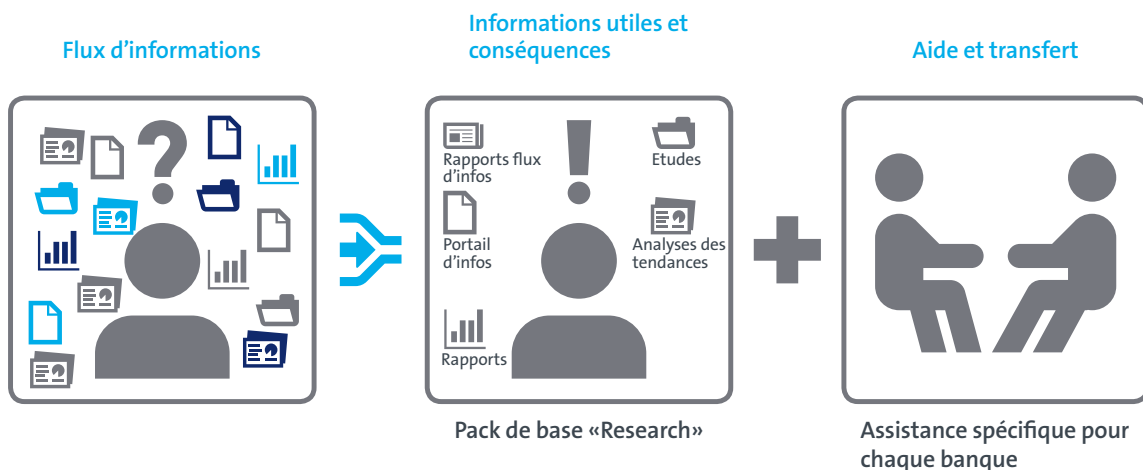 Flux d’informations
Informations utiles et
conséquences
Aide et transfert
?
!
Rapports flux
d’infos
Etudes
Portail
d’infos
Analyses des
tendances
Rapports
Pack de base «Research»
Assistance spécifique pour
chaque banque